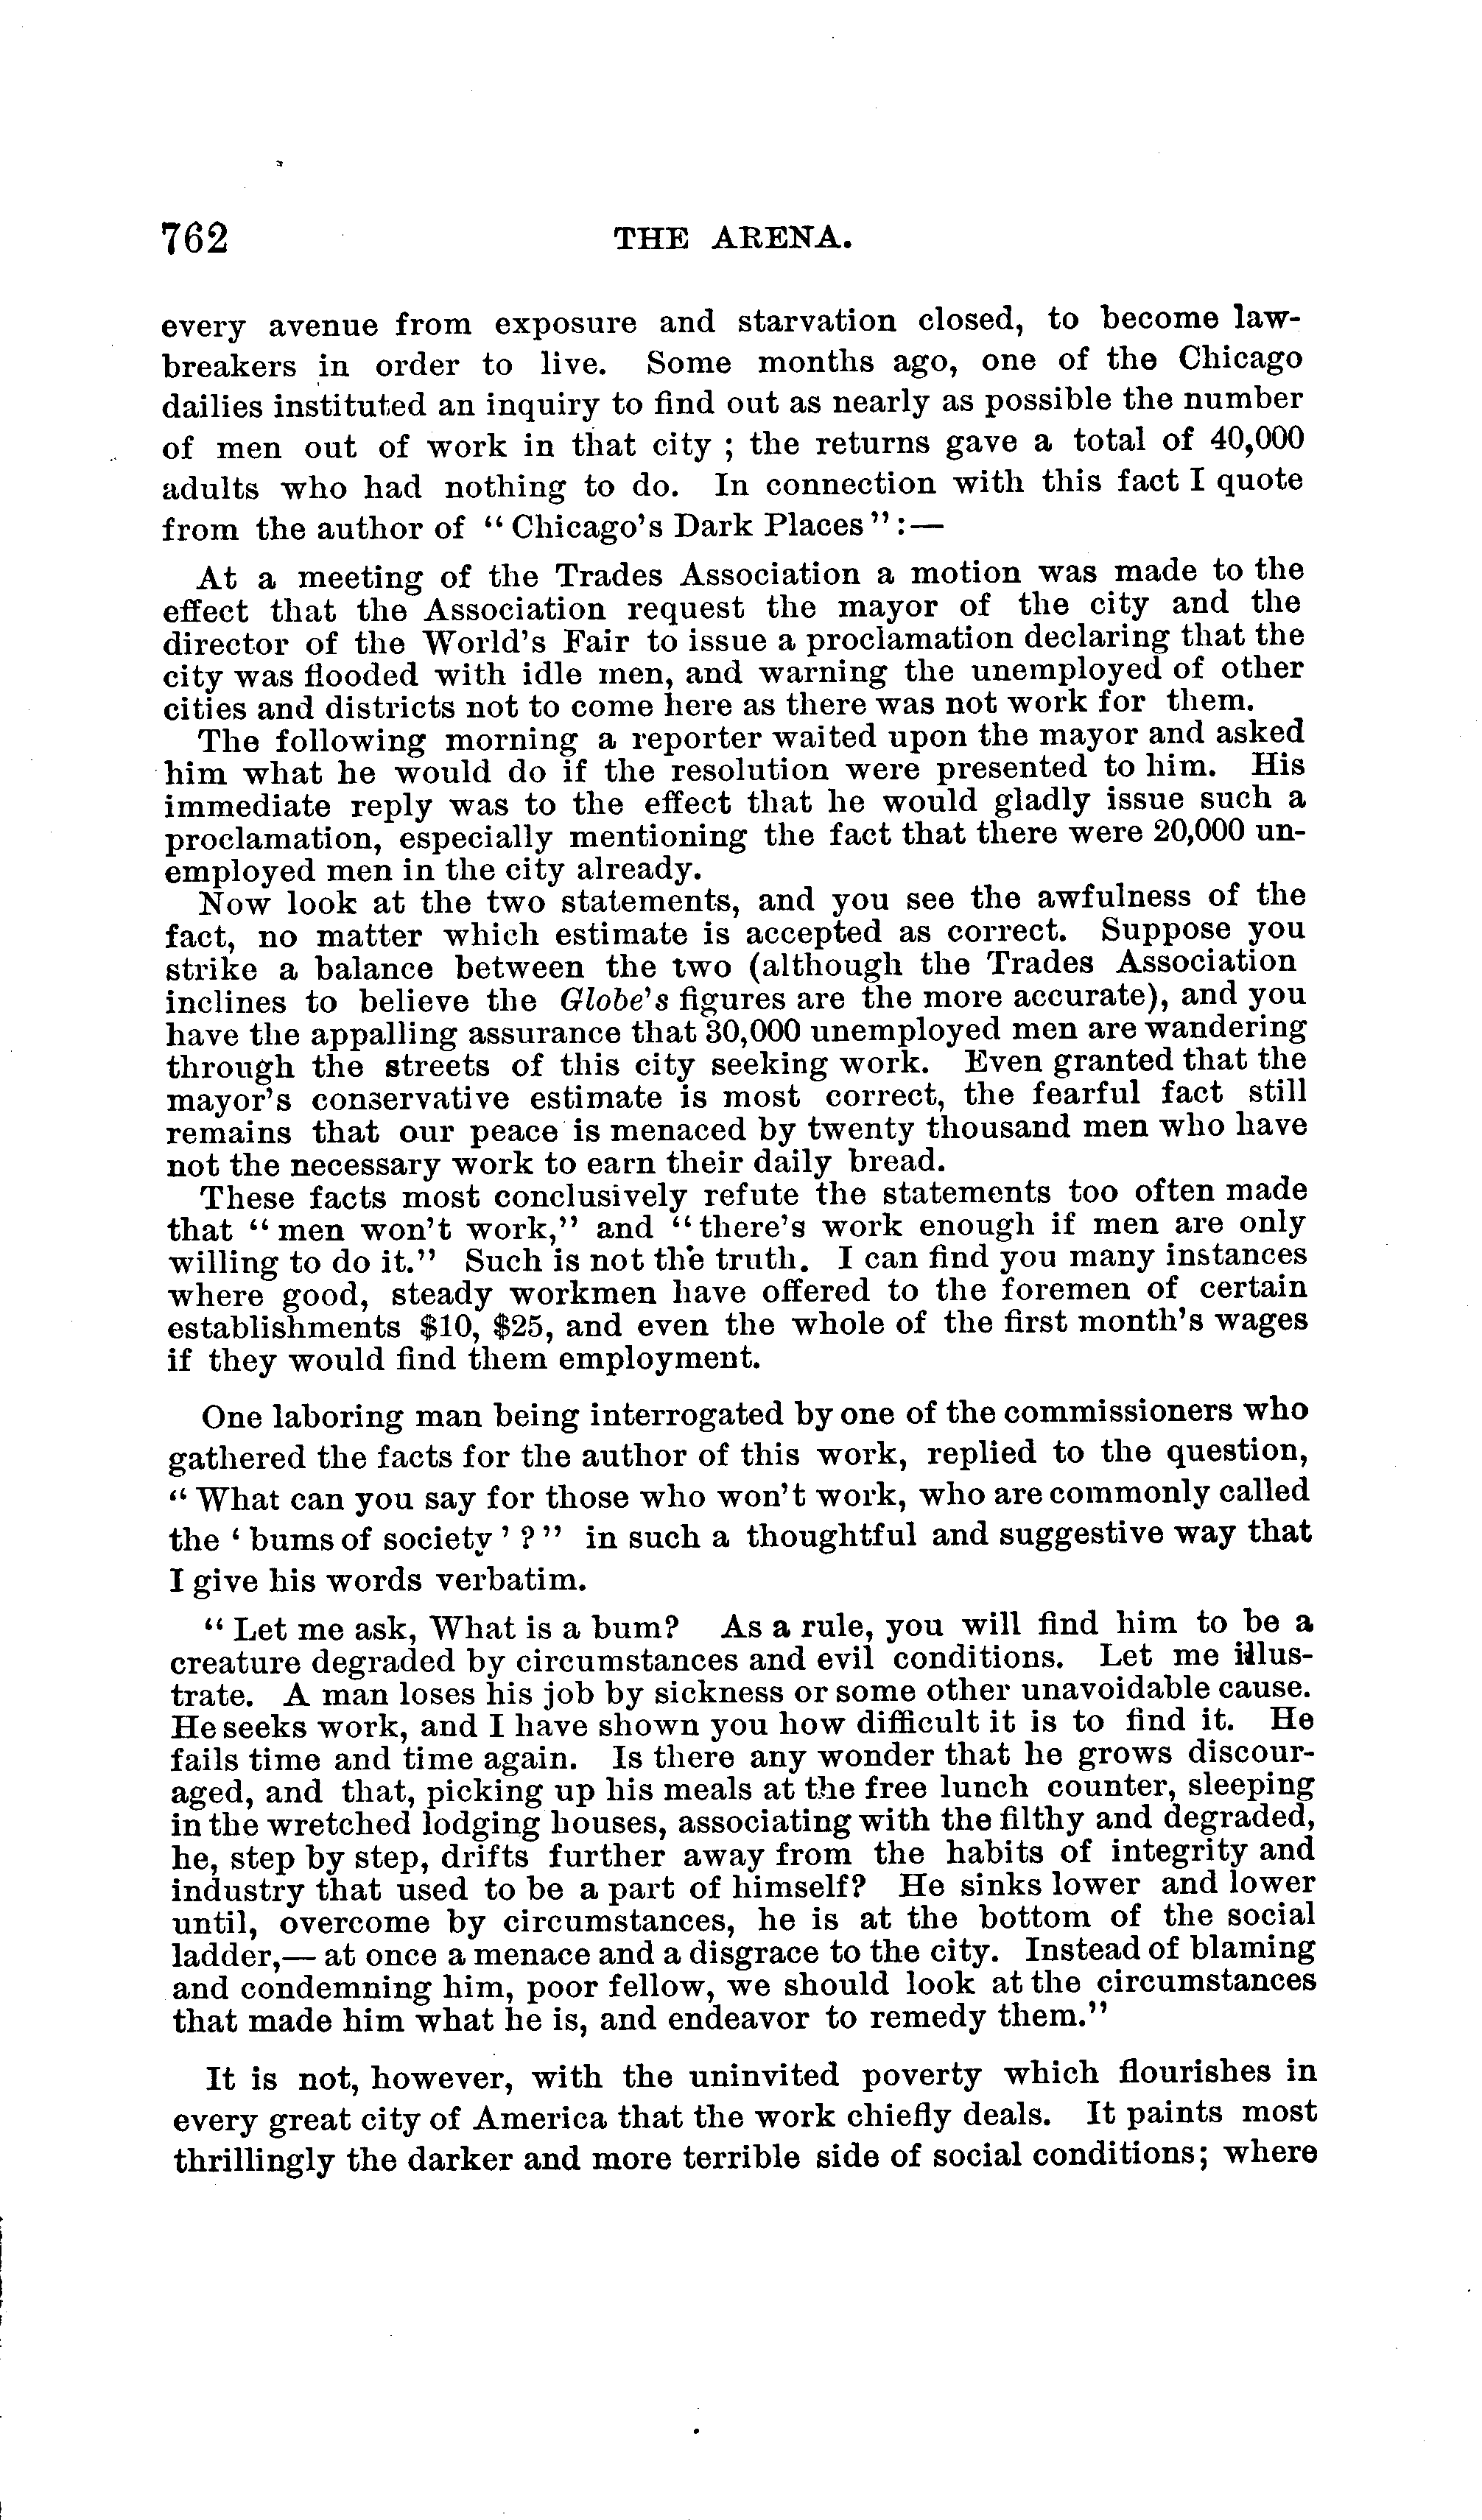 762 THE ARENA.
every avenue from exposure and starvation closed, to become law-
breakers in order to live. Some months ago, one of the Chicago
dailies instituted an inquiry to find out as nearly as possible the number
of men out of work in that city ; the returns gave a total of 40,000
adults who had nothing to do. In connection with this fact I quote
from the author of “ Chicago’s Dark Places ” : —
At a meeting of the Trades Association a motion was made to the
effect that the Association request the mayor of the city and the
director of the World’s Fair to issue a proclamation declaring that the
city was flooded with idle men, and warning the unemployed of other
cities and districts not to come here as there was not work for them.
The following morning a reporter waited upon the mayor and asked
him what he would do if the resolution were presented to him. His
immediate reply was to the effect that he would gladly issue such a
proclamation, especially mentioning the fact that there were 20,000 un-
employed men in the city already.
Now look at the two statements, and you see the awfulness of the
fact, no matter which estimate is accepted as correct. Suppose you
strike a balance between the two (although the Trades Association
inclines to believe the Globe’s figures are the more accurate), and you
have the appalling assurance that 30,000 unemployed men are wandering
through the streets of this city seeking work. Even granted that the
mayor’s conservative estimate is most correct, the fearful fact still
remains that our peace is menaced by twenty thousand men who have
not the necessary work to earn their daily bread.
These facts most conclusively refute the statements too often made
that “ men won’t work,” and “ there’s work enough if men are only
willing to do it.” Such is not the truth. I can find you many instances
where good, steady workmen have offered to the foremen of certain
establishments $10, $25, and even the whole of the first month’s wages
if they would find them employment.
One laboring man being interrogated by one of the commissioners who
gathered the facts for the author of this work, replied to the question,
“ What can you say for those who won’t work, who are commonly called
the ‘ bums of society ’ ? ” in such a thoughtful and suggestive way that
I give his words verbatim.
“ Let me ask, What is a bum? As a rule, you will find him to be a
creature degraded by circumstances and evil conditions. Let me illus-
trate. A man loses his job by sickness or some other unavoidable cause.
He seeks work, and I have shown you how difficult it is to find it. He
fails time and time again. Is there any wonder that he grows discour-
aged, and that, picking up his meals at the free lunch counter, sleeping
in the wretched lodging houses, associating with the filthy and degraded,
he, step by step, drifts further away from the habits of integrity and
industry that used to be a part of himself? He sinks lower and lower
until, overcome by circumstances, he is at the bottom of the social
ladder,— at once a menace and a disgrace to the city. Instead of blaming
and condemning him, poor fellow, we should look at the circumstances
that made him what he is, and endeavor to remedy them.”
It is not, however, with the uninvited poverty which flourishes in
every great city of America that the work chiefly deals. It paints most
thrillingly the darker and more terrible side of social conditions; where